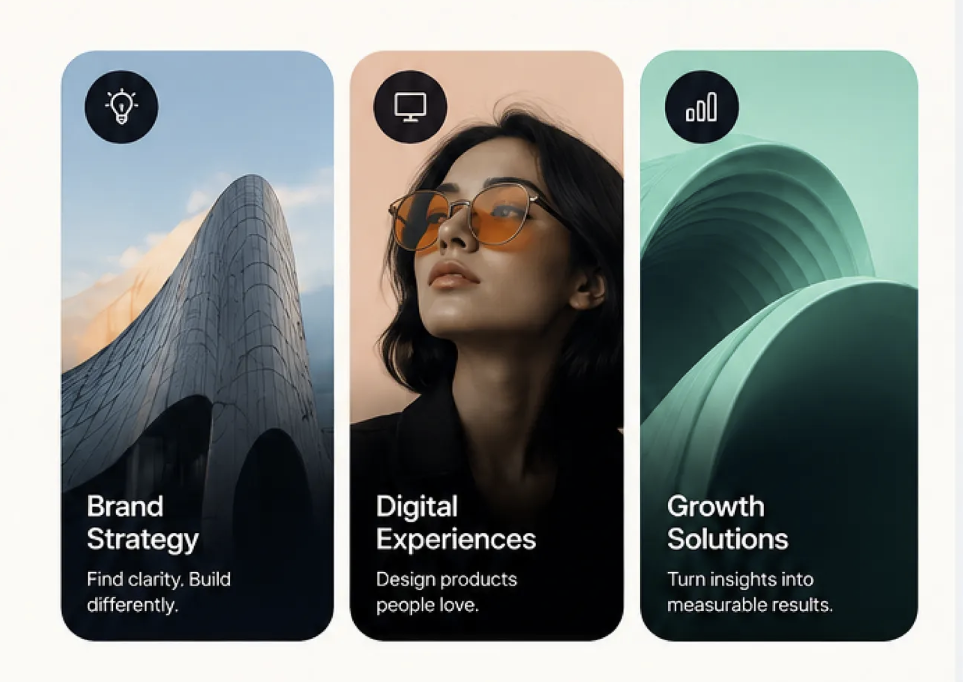 Brand
Strategy
Find clarity. Build
differently.
Digital
Experiences
Design products
people love.
Growth
Solutions
Turn insights into
measurable results.